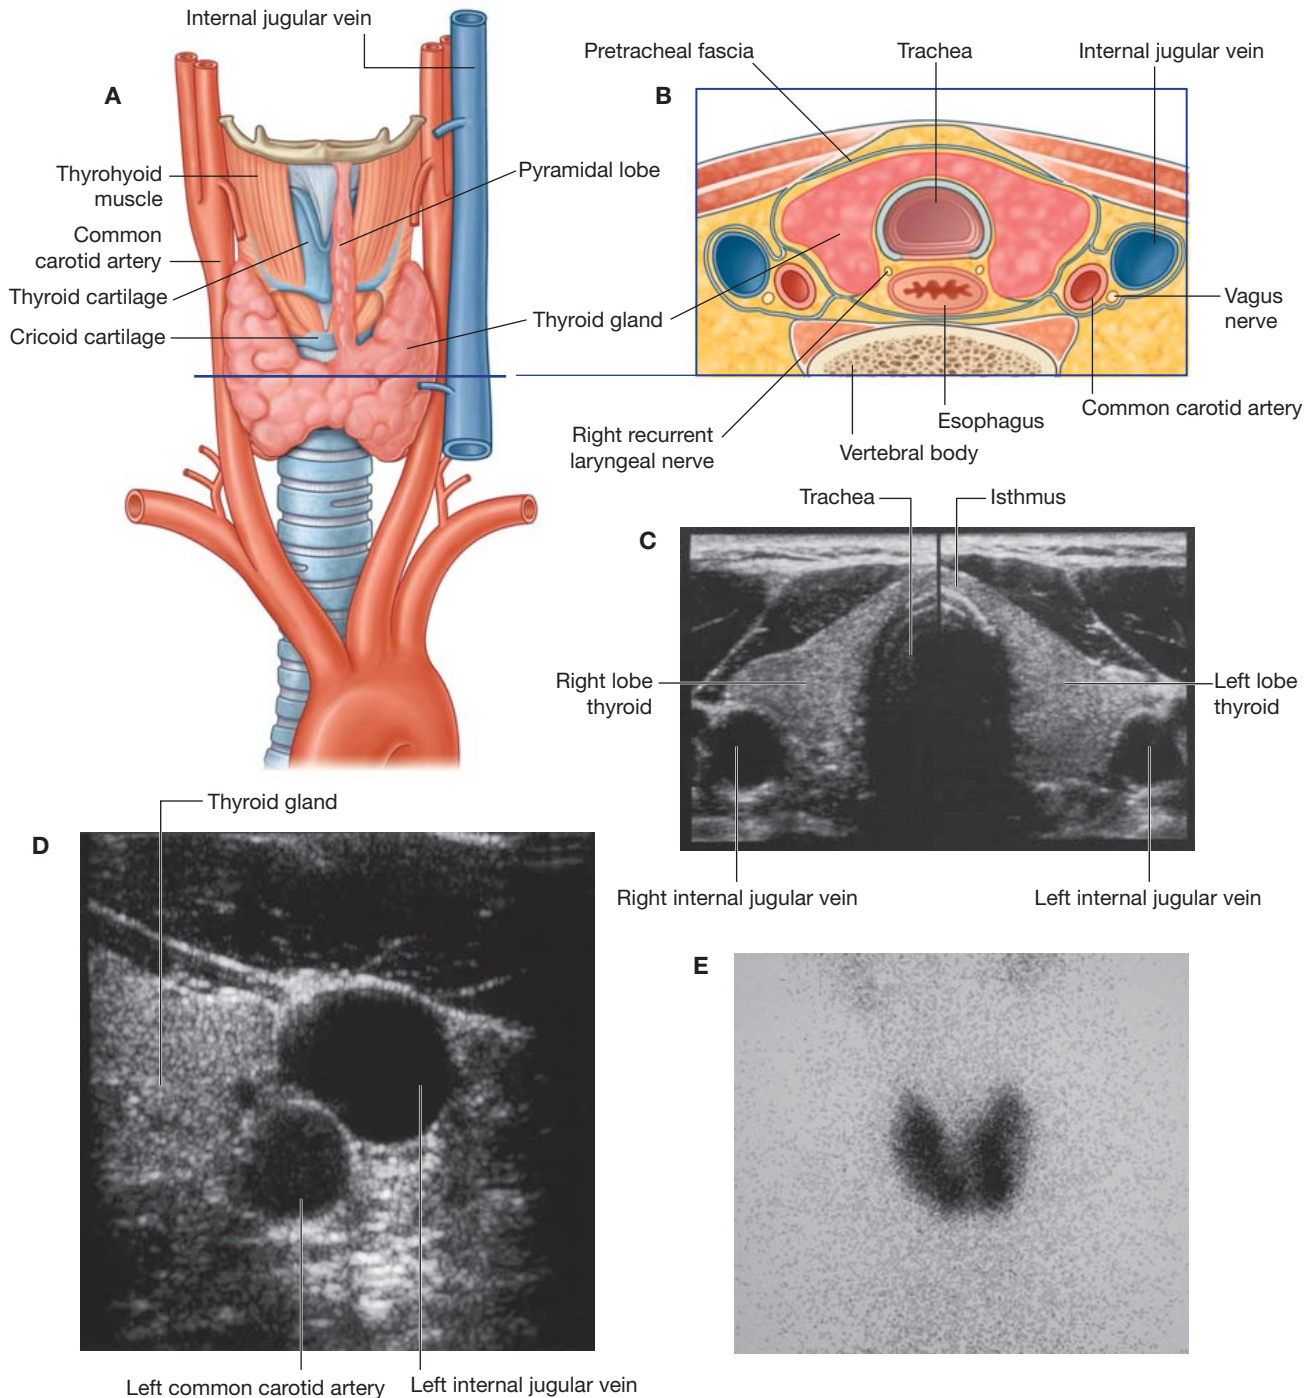 Internal jugular vein
A
Thyrohyoid
muscle
Common
carotid artery
Thyroid cartilage
Cricoid cartilage
Pyramidal lobe
Thyroid gland
B
Pretracheal fascia
Trachea
Internal jugular vein
Vagus
nerve
Common carotid artery
Esophagus
Vertebral body
Right recurrent
laryngeal nerve
C
Trachea
Isthmus
Right lobe
thyroid
Left lobe
thyroid
Right internal jugular vein
Left internal jugular vein
D
Thyroid gland
Left common carotid artery
Left internal jugular vein
E